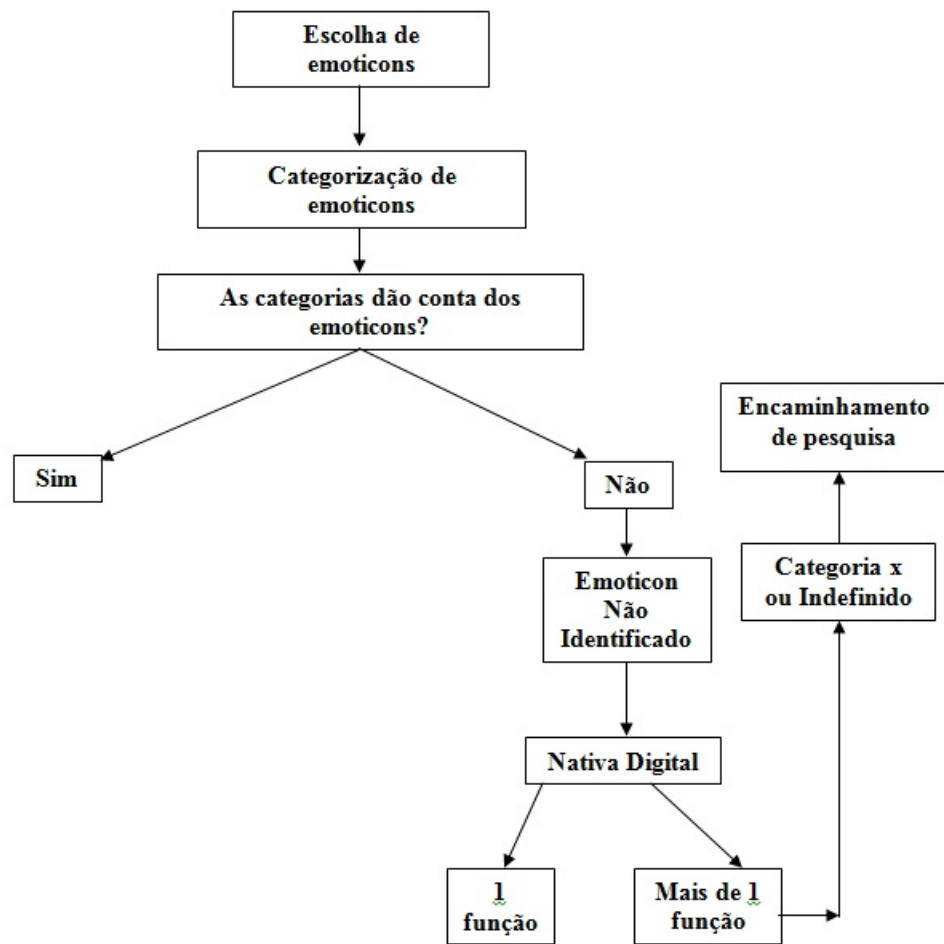 Escolha de
emoticons
Categorização de
emoticons
As categorias dão conta dos
emoticons?
Sim
Não
Emoticon
Não
Identificado
Nativa Digital
1
função
Mais de 1
função
Categoria x
ou Indefinido
Encaminhamento
de pesquisa